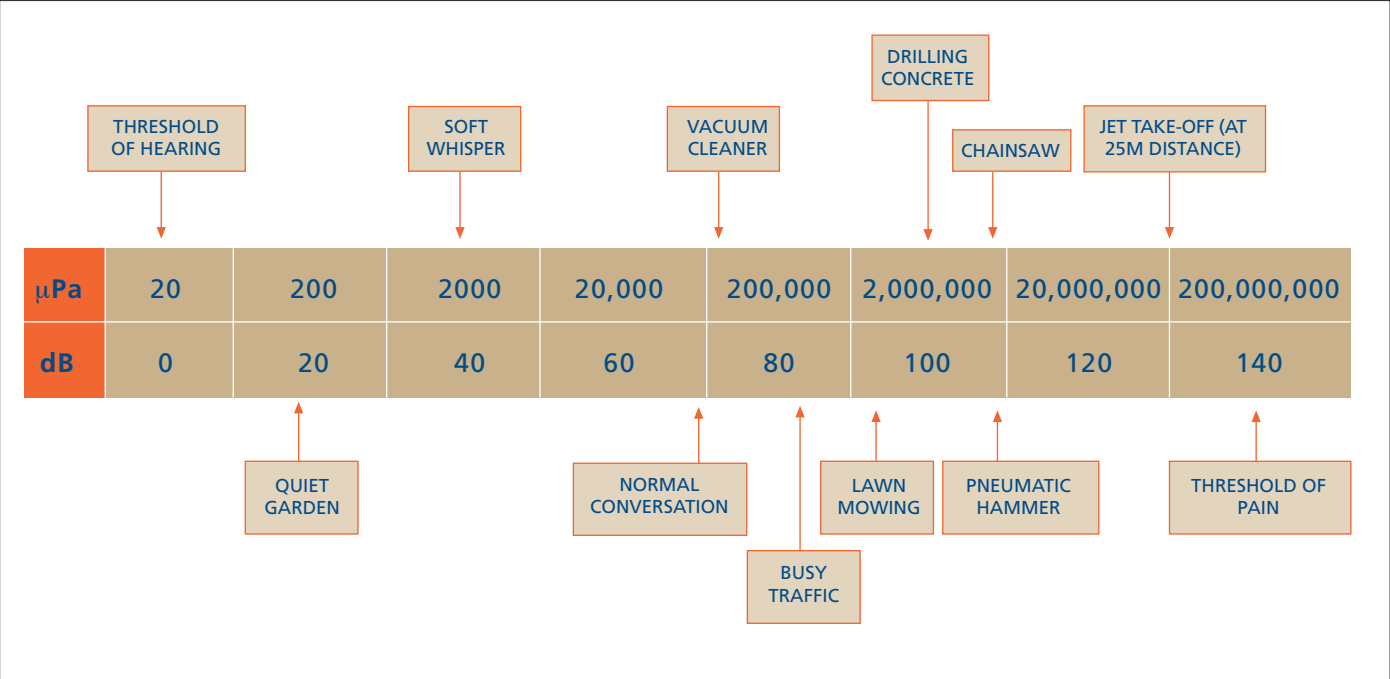 DRILLING
CONCRETE
THRESHOLD
OF HEARING
SOFT
WHISPER
VACUUM
CLEANER
CHAINSAW
JET TAKE-OFF (AT
25M DISTANCE)
µPa 20 200 2000 20,000 200,000 2,000,000 20,000,000 200,000,000
dB 0 20 40 60 80 100 120 140
QUIET
GARDEN
NORMAL
CONVERSATION
LAWN
MOWING
PNEUMATIC
HAMMER
THRESHOLD OF
PAIN
BUSY
TRAFFIC